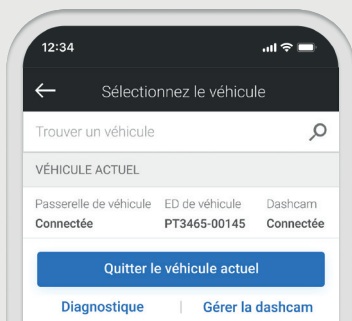 12:34
Sélectionnez le véhicule
Trouver un véhicule
VÉHICULE ACTUEL
Passerelle de véhicule ED de véhicule Dashcam
Connectée PT3465-00145 Connectée
Quitter le véhicule actuel
Diagnostique | Gérer la dashcam